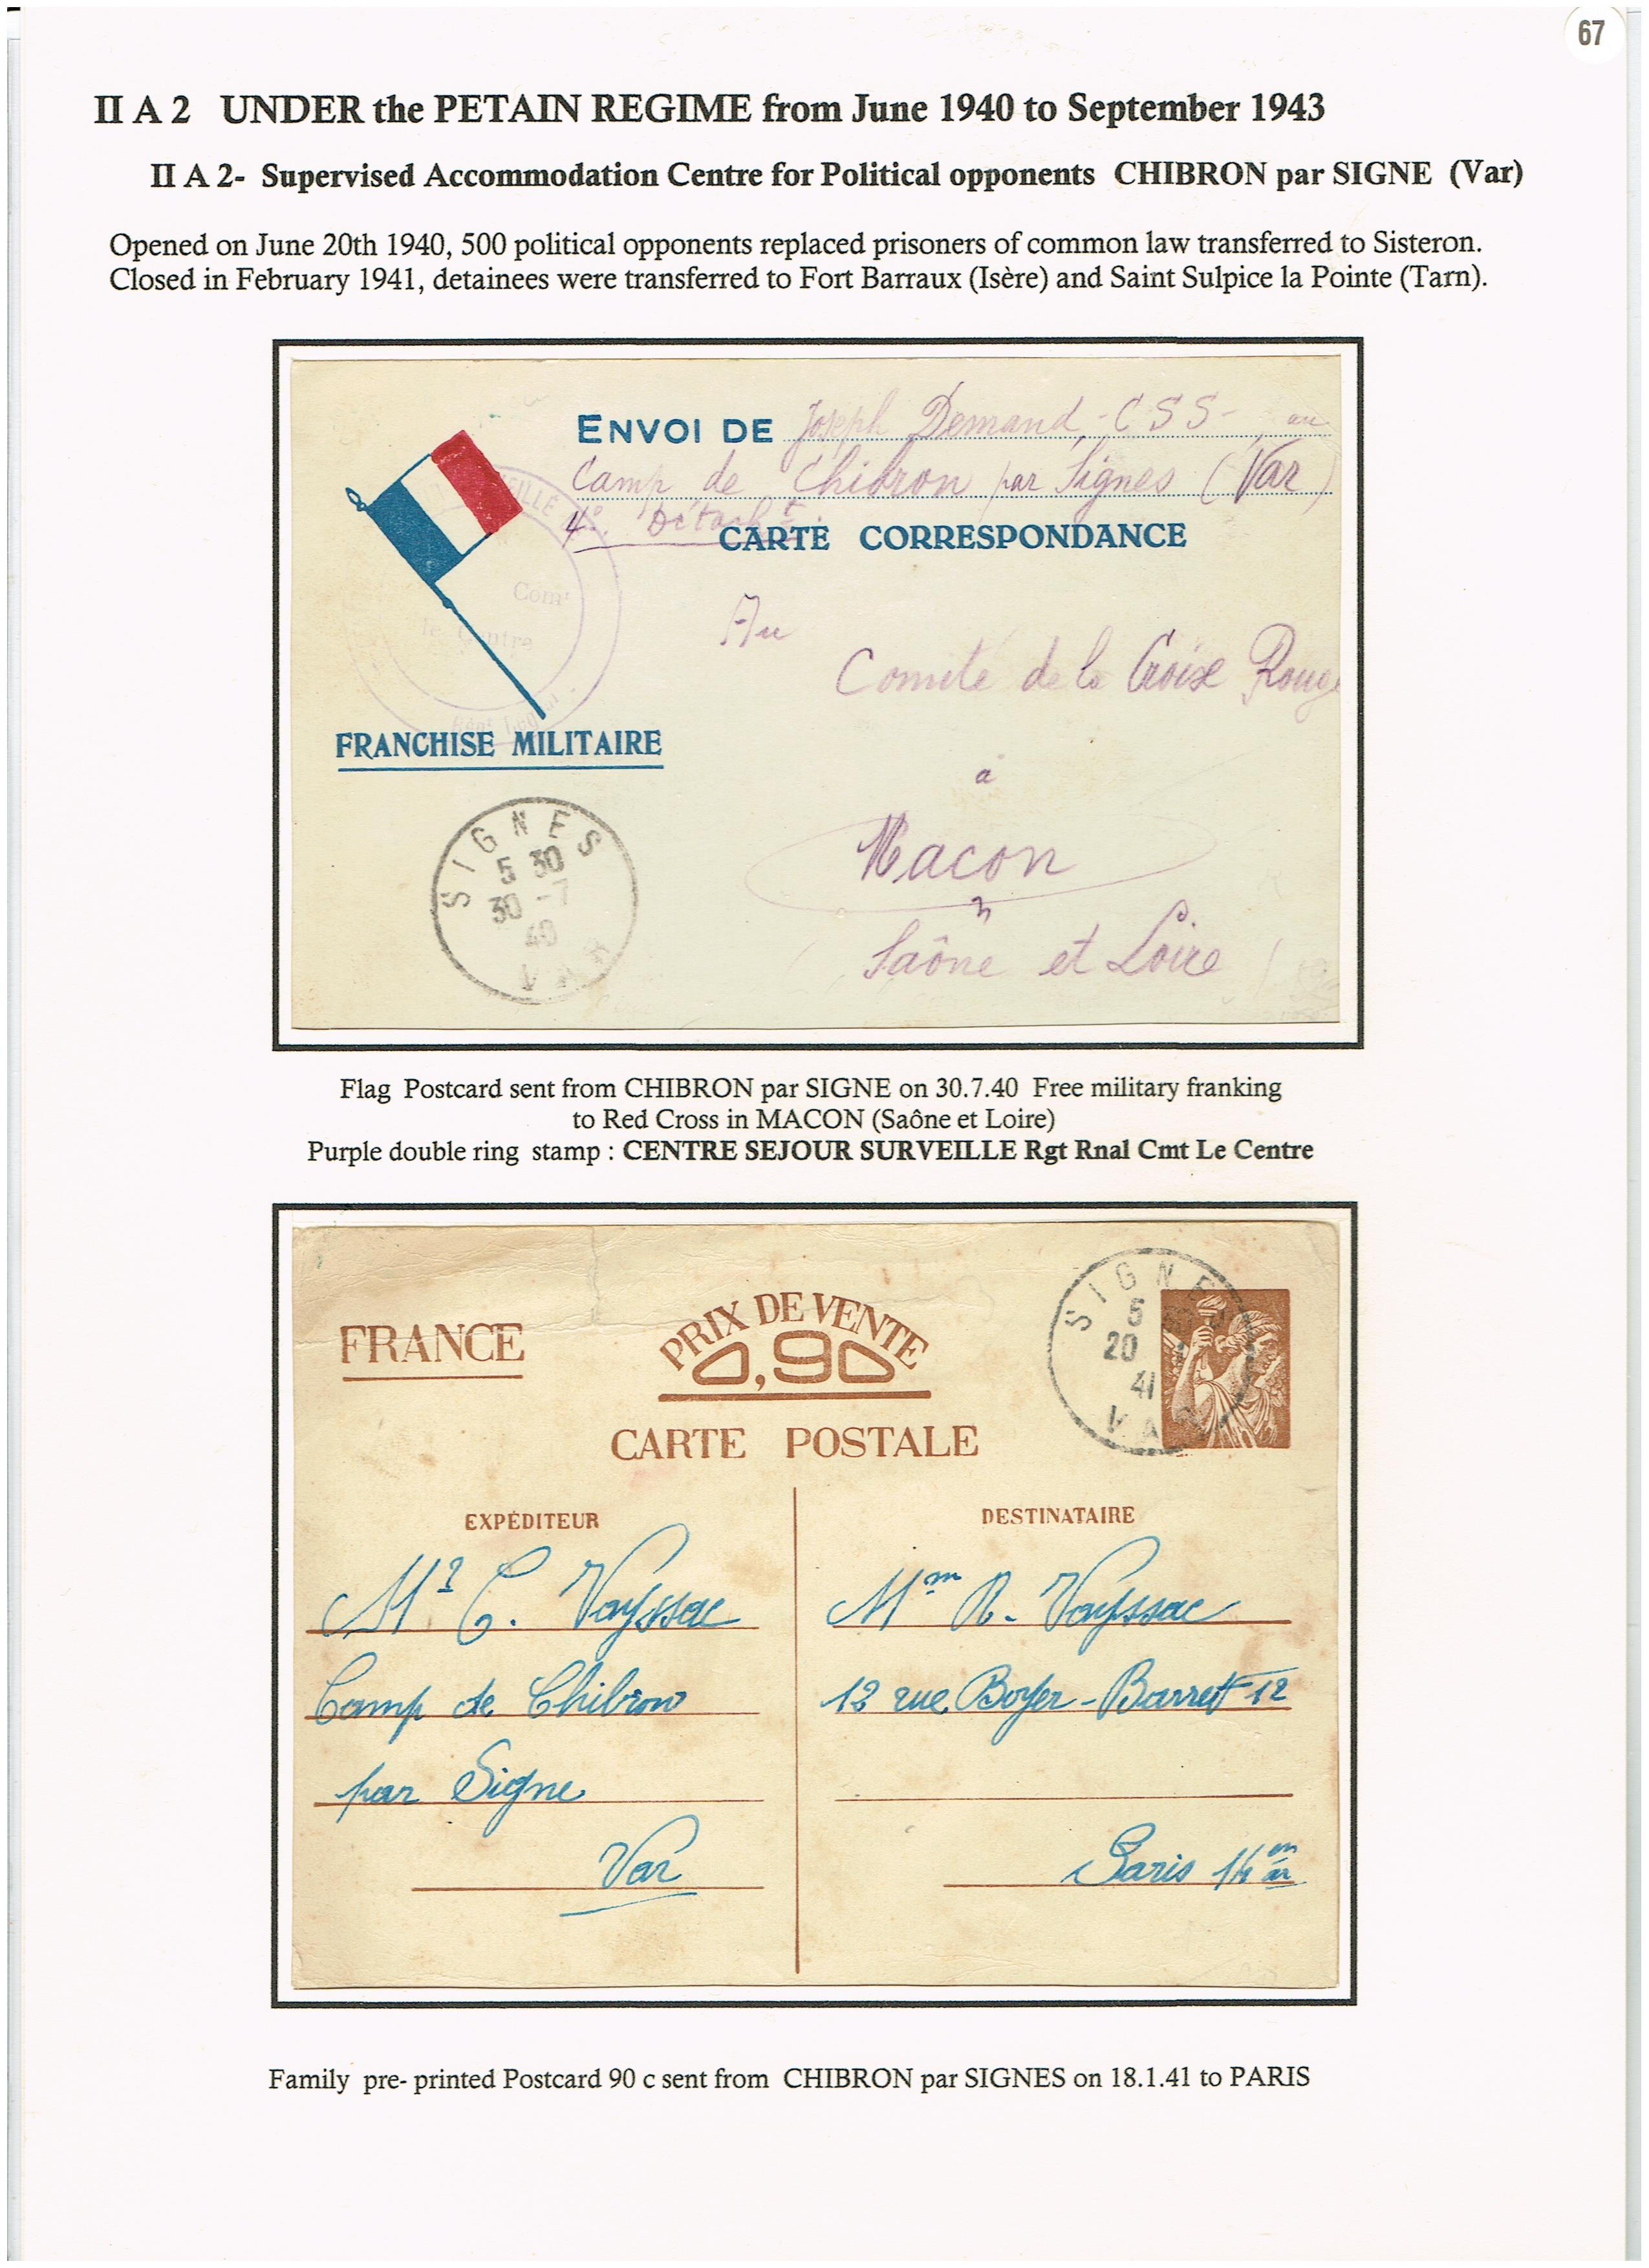 67
II A 2 UNDER the PETAIN REGIME from June 1940 to September 1943
II A 2- Supervised Accommodation Centre for Political opponents CHIBRON par SIGNE (Var)
Opened on June 20th 1940, 500 political opponents replaced prisoners of common law transferred to Sisteron.
Closed in February 1941, detainees were transferred to Fort Barraux (Isère) and Saint Sulpice la Pointe (Tarn).
ENVOI DE Joseph Demand - CSS - au
Camp de Chibron par Signes (Var)
4° Détacht.
CARTE CORRESPONDANCE
Comt
le Centre
Au
Comité de la Croix Rouge
FRANCHISE MILITAIRE
à
Macon
SIGNES
5 30
30 - 7
40
VAR
Saône et Loire
Flag Postcard sent from CHIBRON par SIGNE on 30.7.40 Free military franking
to Red Cross in MACON (Saône et Loire)
Purple double ring stamp : CENTRE SEJOUR SURVEILLE Rgt Rnal Cmt Le Centre
FRANCE
PRIX DE VENTE
0,90
CARTE POSTALE
SIGNES
5
20
41
VAR
EXPÉDITEUR
Mr C. Vayssac
Camp de Chibron
par Signe
Var
DESTINATAIRE
Mm R. Vayssac
12 rue Boyer-Barret 12
Paris 14em ar
Family pre- printed Postcard 90 c sent from CHIBRON par SIGNES on 18.1.41 to PARIS